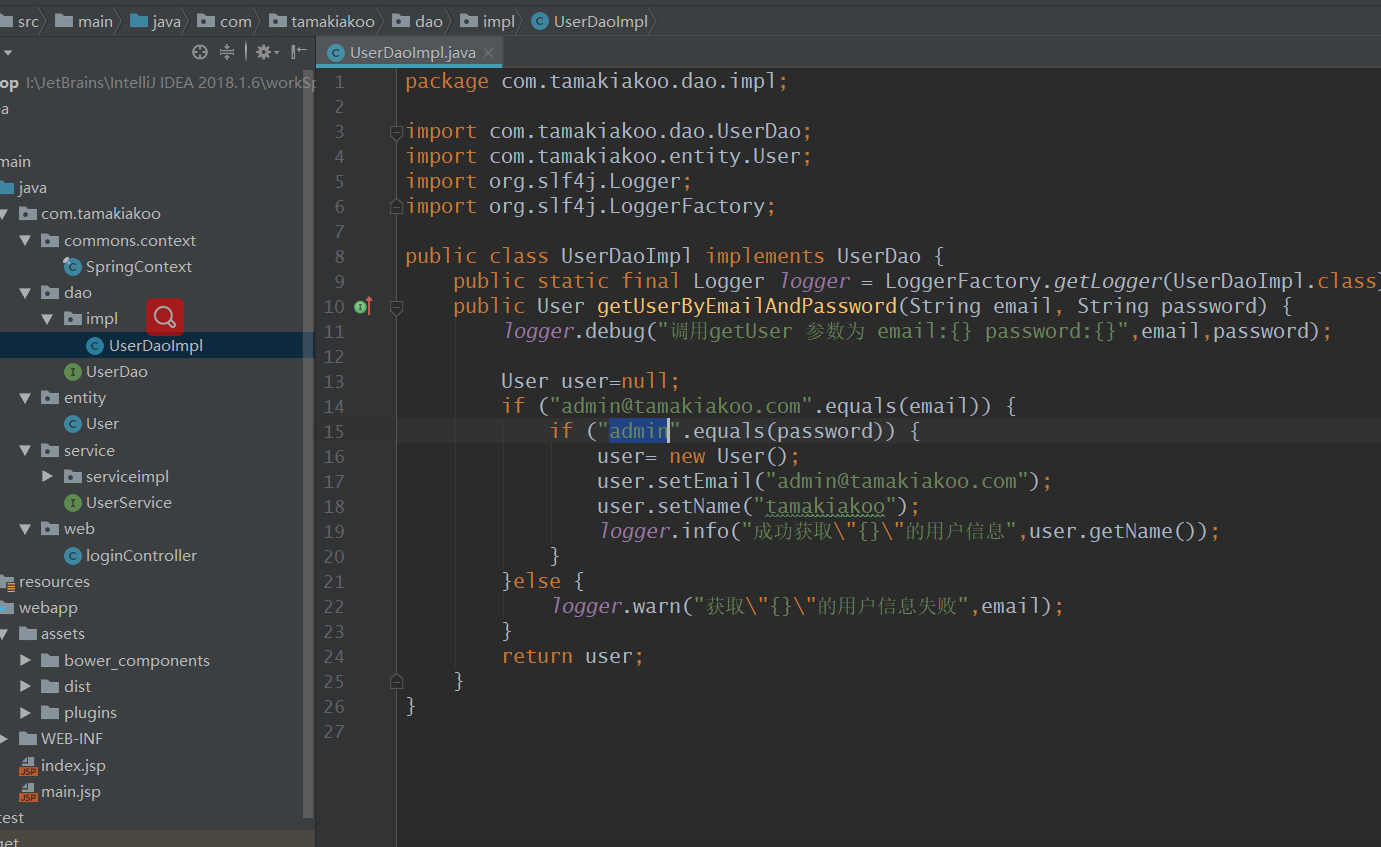 src main java com tamakiakoo dao impl UserDaoImpl
UserDaoImpl.java
op I:\JetBrains\IntelliJ IDEA 2018.1.6\workSp
a
main
java
com.tamakiakoo
commons.context
SpringContext
dao
impl
UserDaoImpl
UserDao
entity
User
service
serviceimpl
UserService
web
loginController
resources
webapp
assets
bower_components
dist
plugins
WEB-INF
index.jsp
main.jsp
test
get
1 package com.tamakiakoo.dao.impl;
2
3 import com.tamakiakoo.dao.UserDao;
4 import com.tamakiakoo.entity.User;
5 import org.slf4j.Logger;
6 import org.slf4j.LoggerFactory;
7
8 public class UserDaoImpl implements UserDao {
9 public static final Logger logger = LoggerFactory.getLogger(UserDaoImpl.class)
10 public User getUserByEmailAndPassword(String email, String password) {
11 logger.debug("调用getUser 参数为 email:{} password:{}",email,password);
12
13 User user=null;
14 if ("admin@tamakiakoo.com".equals(email)) {
15 if ("admin".equals(password)) {
16 user= new User();
17 user.setEmail("admin@tamakiakoo.com");
18 user.setName("tamakiakoo");
19 logger.info("成功获取\"{}\"的用户信息",user.getName());
20 }
21 }else {
22 logger.warn("获取\"{}\"的用户信息失败",email);
23 }
24 return user;
25 }
26 }
27